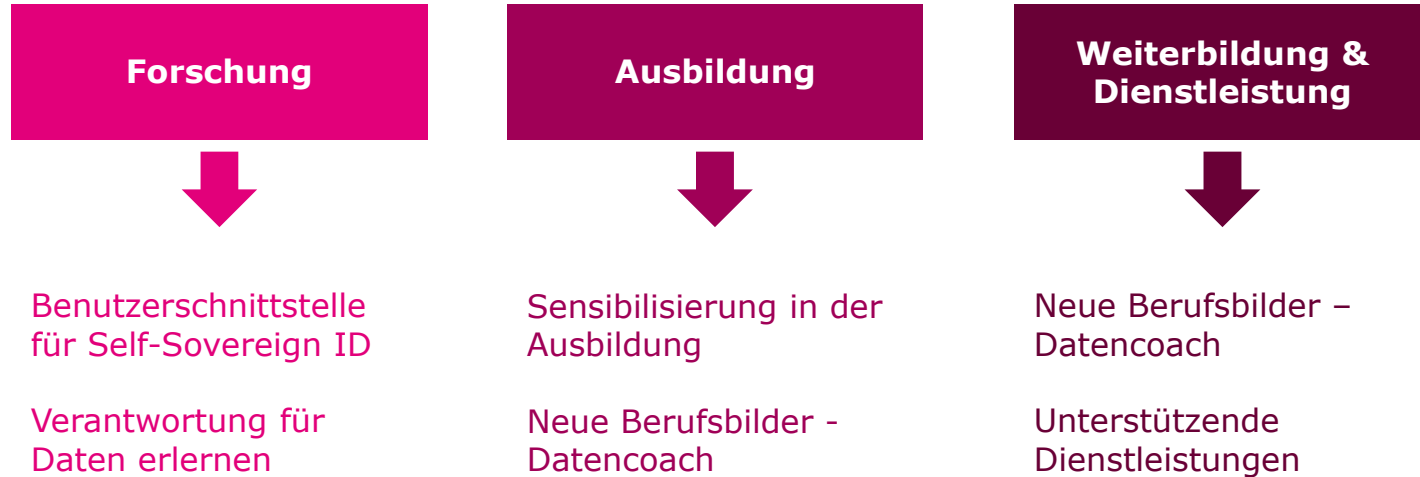 Forschung
Benutzerschnittstelle
für Self-Sovereign ID
Verantwortung für
Daten erlernen
Ausbildung
Sensibilisierung in der
Ausbildung
Neue Berufsbilder -
Datencoach
Weiterbildung &
Dienstleistung
Neue Berufsbilder –
Datencoach
Unterstützende
Dienstleistungen